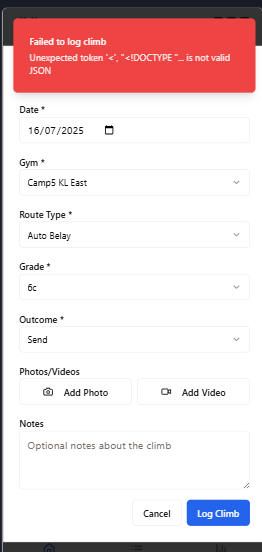 Failed to log climb
Unexpected token '<', "<!DOCTYPE "... is not valid
JSON
Date *
16/07/2025
Gym *
Camp5 KL East
Route Type *
Auto Belay
Grade *
6c
Outcome *
Send
Photos/Videos
Add Photo
Add Video
Notes
Optional notes about the climb
Cancel
Log Climb